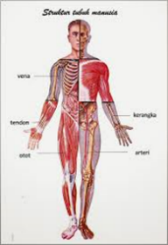 Struktur tubuh manusia
vena
tendon
kerangka
otot
arteri